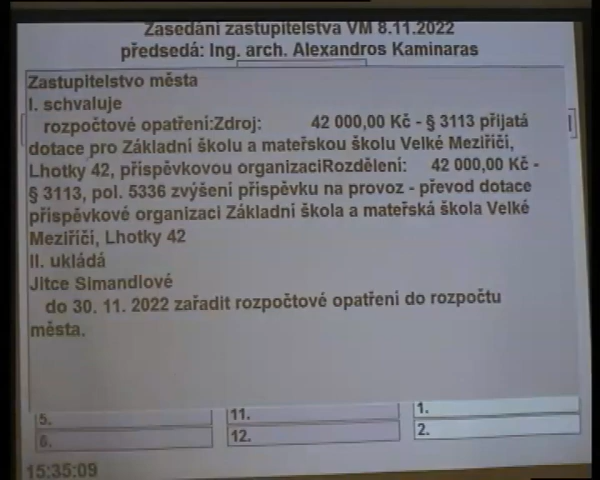 Zasedání zastupitelstva VM 8.11.2022
předsedá: Ing. arch. Alexandros Kaminaras
Zastupitelstvo města
I. schvaluje
rozpočtové opatření:Zdroj: 42 000,00 Kč - § 3113 přijatá
dotace pro Základní školu a mateřskou školu Velké Meziříčí,
Lhotky 42, příspěvkovou organizaciRozdělení: 42 000,00 Kč -
§ 3113, pol. 5336 zvýšení příspěvku na provoz - převod dotace
příspěvkové organizaci Základní škola a mateřská škola Velké
Meziříčí, Lhotky 42
II. ukládá
Jitce Simandlové
do 30. 11. 2022 zařadit rozpočtové opatření do rozpočtu
města.
5. 11. 1.
6. 12. 2.
15:35:09